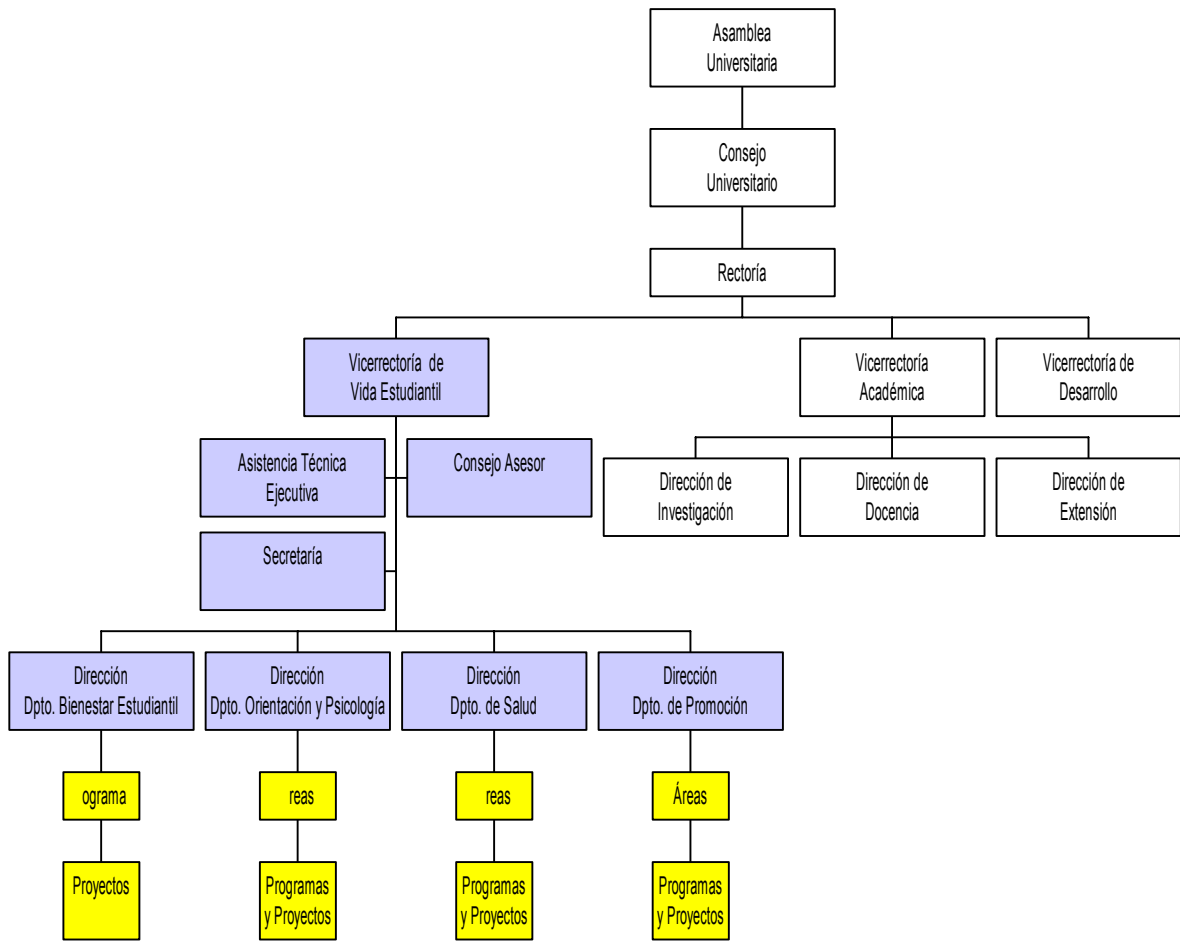 Asamblea
Universitaria
Consejo
Universitario
Rectoría
Vicerrectoría de
Vida Estudiantil
Vicerrectoría
Académica
Vicerrectoría de
Desarrollo
Asistencia Técnica
Ejecutiva
Consejo Asesor
Dirección de
Investigación
Dirección de
Docencia
Dirección de
Extensión
Secretaría
Dirección
Dpto. Bienestar Estudiantil
Dirección
Dpto. Orientación y Psicología
Dirección
Dpto. de Salud
Dirección
Dpto. de Promoción
ograma
reas
reas
Áreas
Proyectos
Programas
y Proyectos
Programas
y Proyectos
Programas
y Proyectos